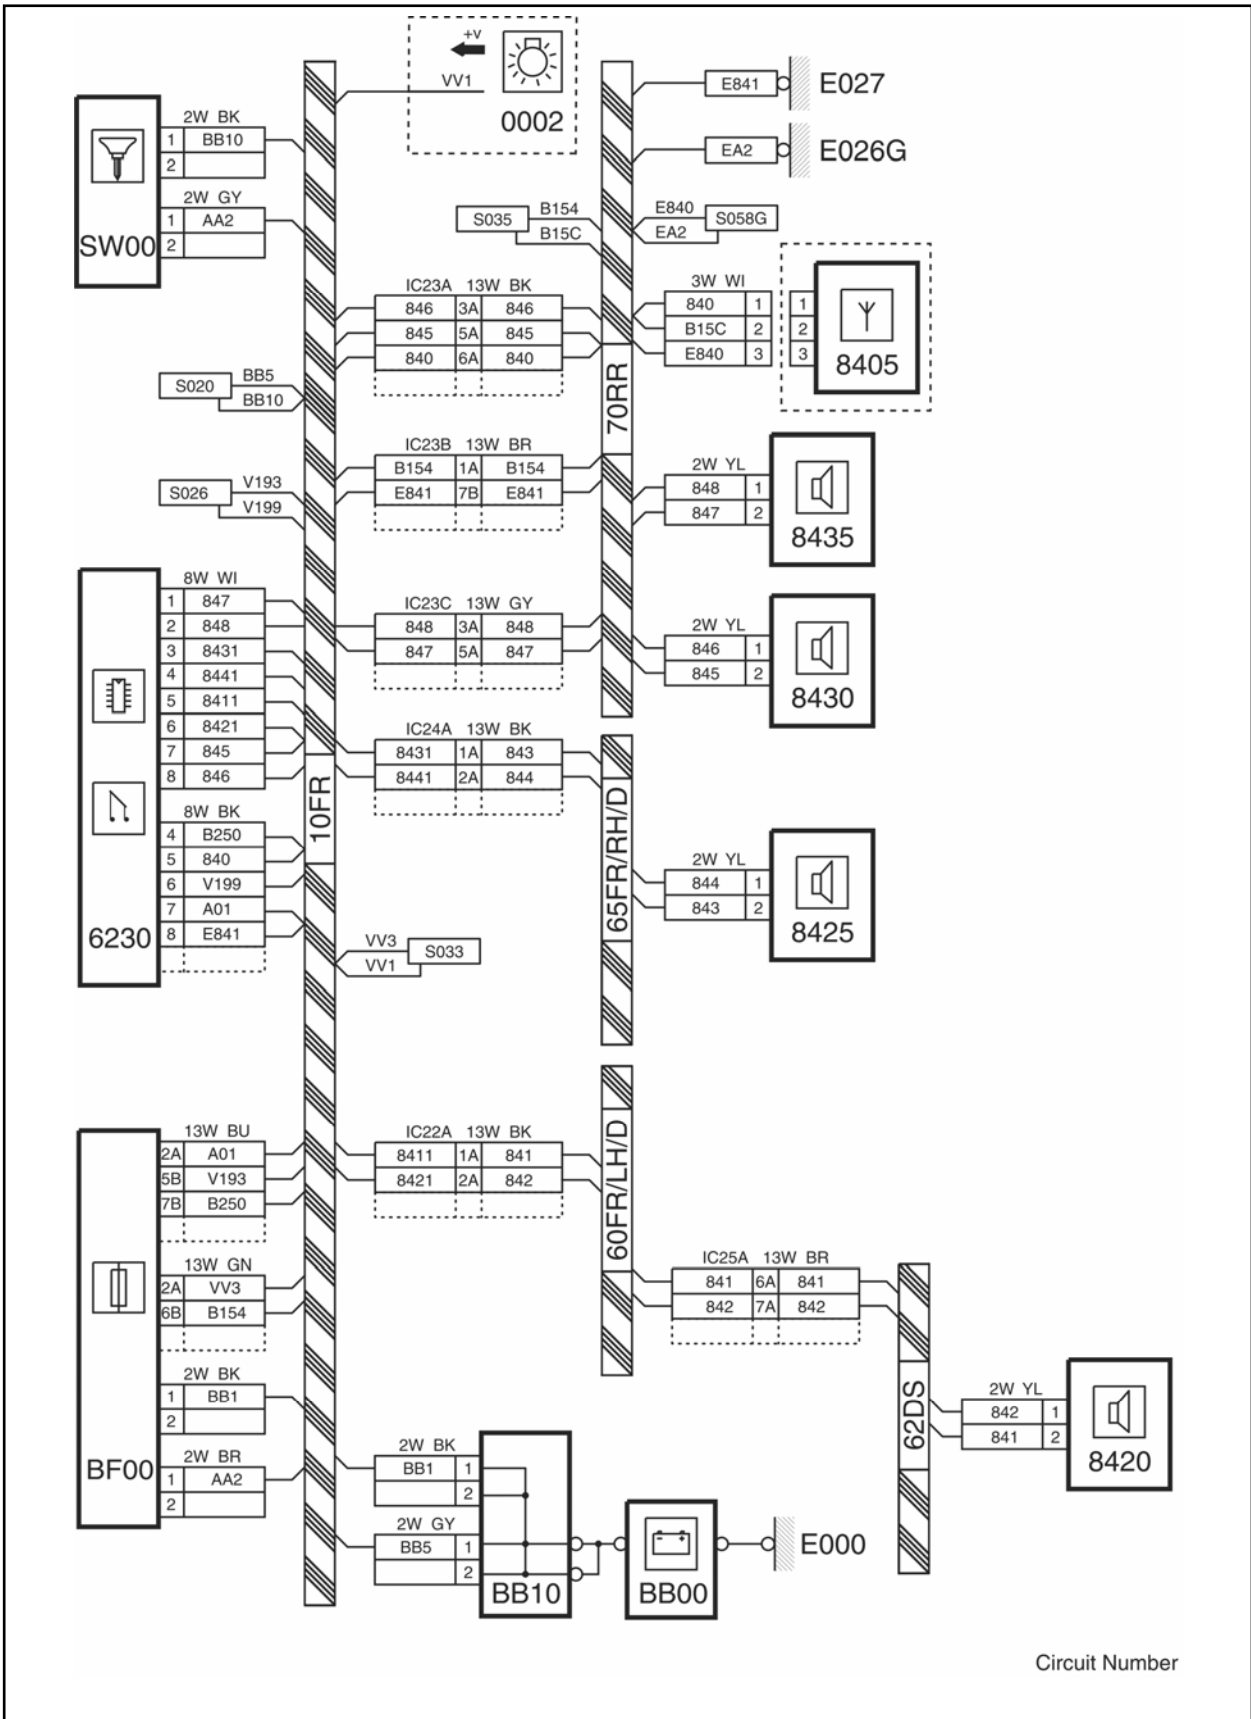 +v
VV1
0002
E841
E027
EA2
E026G
2W BK
1 BB10
2
2W GY
1 AA2
2
SW00
S035
B154
B15C
E840
EA2
S058G
IC23A 13W BK
846 3A 846
845 5A 845
840 6A 840
3W WI
840 1
B15C 2
E840 3
1
2
3
8405
S020
BB5
BB10
70RR
IC23B 13W BR
B154 1A B154
E841 7B E841
2W YL
848 1
847 2
8435
S026
V193
V199
8W WI
1 847
2 848
3 8431
4 8441
5 8411
6 8421
7 845
8 846
8W BK
4 B250
5 840
6 V199
7 A01
8 E841
6230
IC23C 13W GY
848 3A 848
847 5A 847
2W YL
846 1
845 2
8430
10FR
IC24A 13W BK
8431 1A 843
8441 2A 844
65FR/RH/D
2W YL
844 1
843 2
8425
VV3
VV1
S033
13W BU
2A A01
5B V193
7B B250
13W GN
2A VV3
6B B154
2W BK
1 BB1
2
2W BR
1 AA2
2
BF00
IC22A 13W BK
8411 1A 841
8421 2A 842
60FR/LH/D
IC25A 13W BR
841 6A 841
842 7A 842
62DS
2W YL
842 1
841 2
8420
2W BK
BB1 1
2
2W GY
BB5 1
2
BB10
BB00
E000
Circuit Number